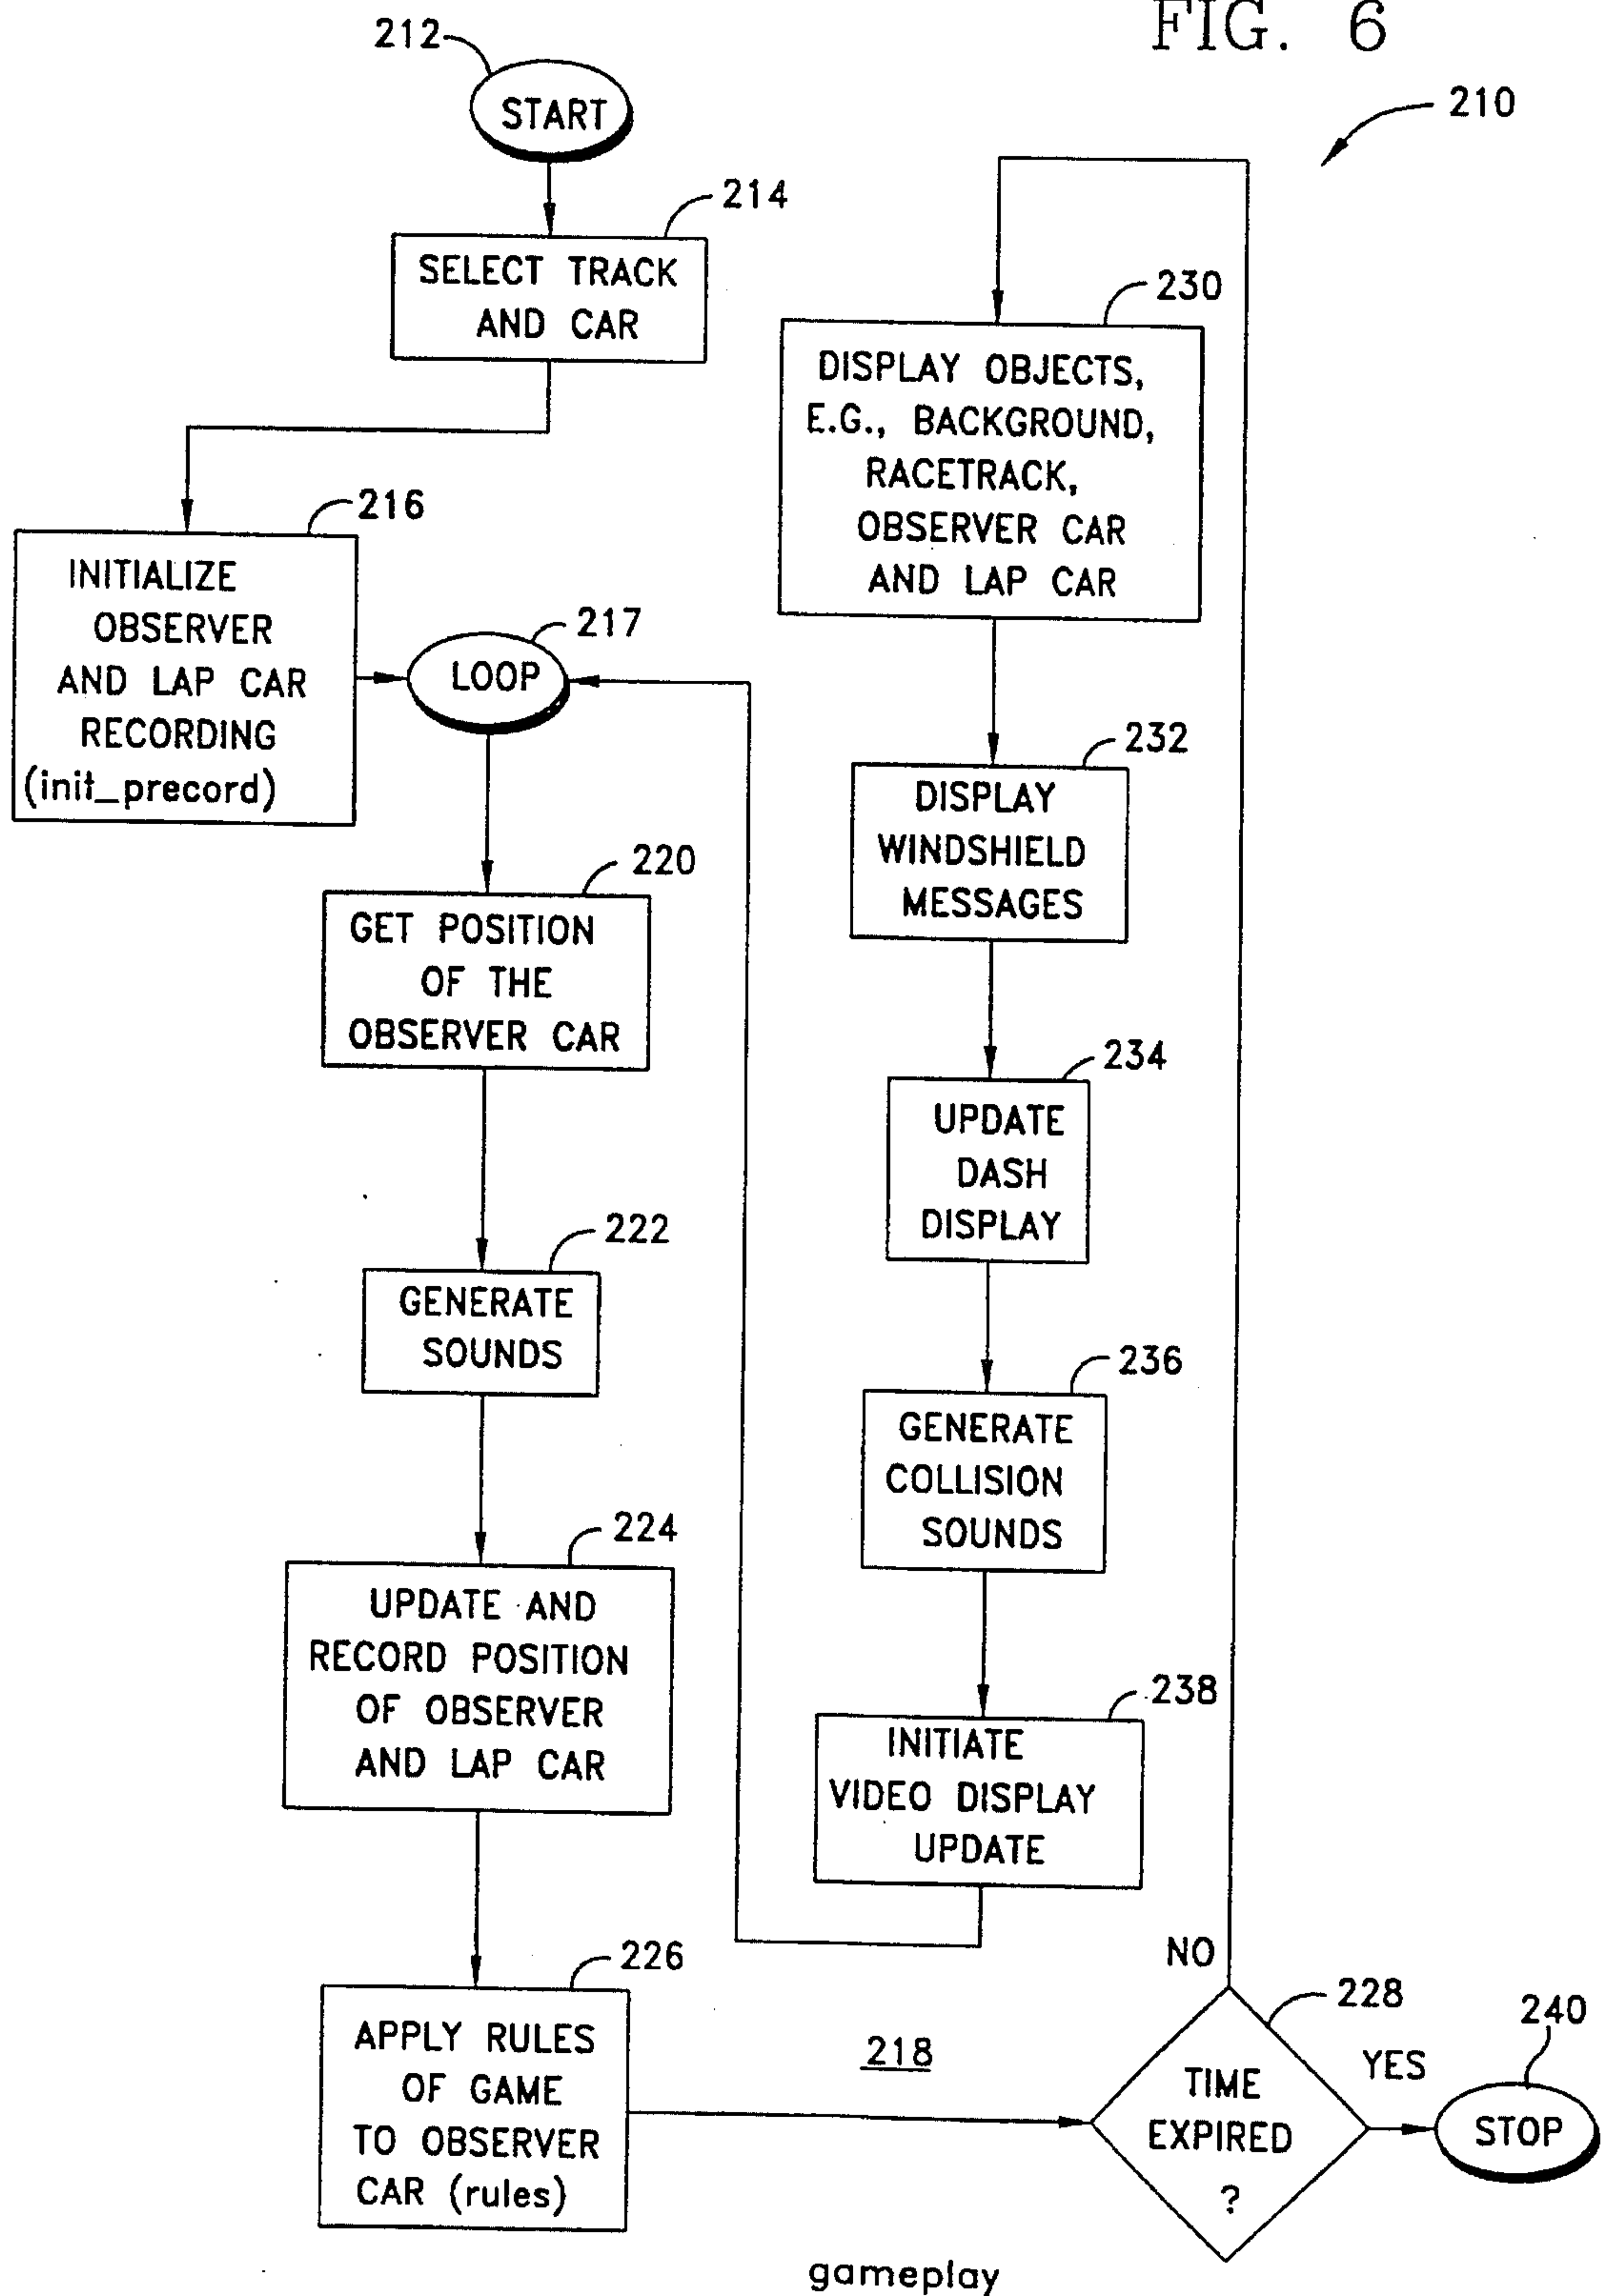 FIG. 6
210
212
START
214
SELECT TRACK
AND CAR
216
INITIALIZE
OBSERVER
AND LAP CAR
RECORDING
(init_precord)
217
LOOP
220
GET POSITION
OF THE
OBSERVER CAR
222
GENERATE
SOUNDS
224
UPDATE AND
RECORD POSITION
OF OBSERVER
AND LAP CAR
226
APPLY RULES
OF GAME
TO OBSERVER
CAR (rules)
218
228
TIME
EXPIRED
?
NO
YES
240
STOP
230
DISPLAY OBJECTS,
E.G., BACKGROUND,
RACETRACK,
OBSERVER CAR
AND LAP CAR
232
DISPLAY
WINDSHIELD
MESSAGES
234
UPDATE
DASH
DISPLAY
236
GENERATE
COLLISION
SOUNDS
238
INITIATE
VIDEO DISPLAY
UPDATE
gameplay